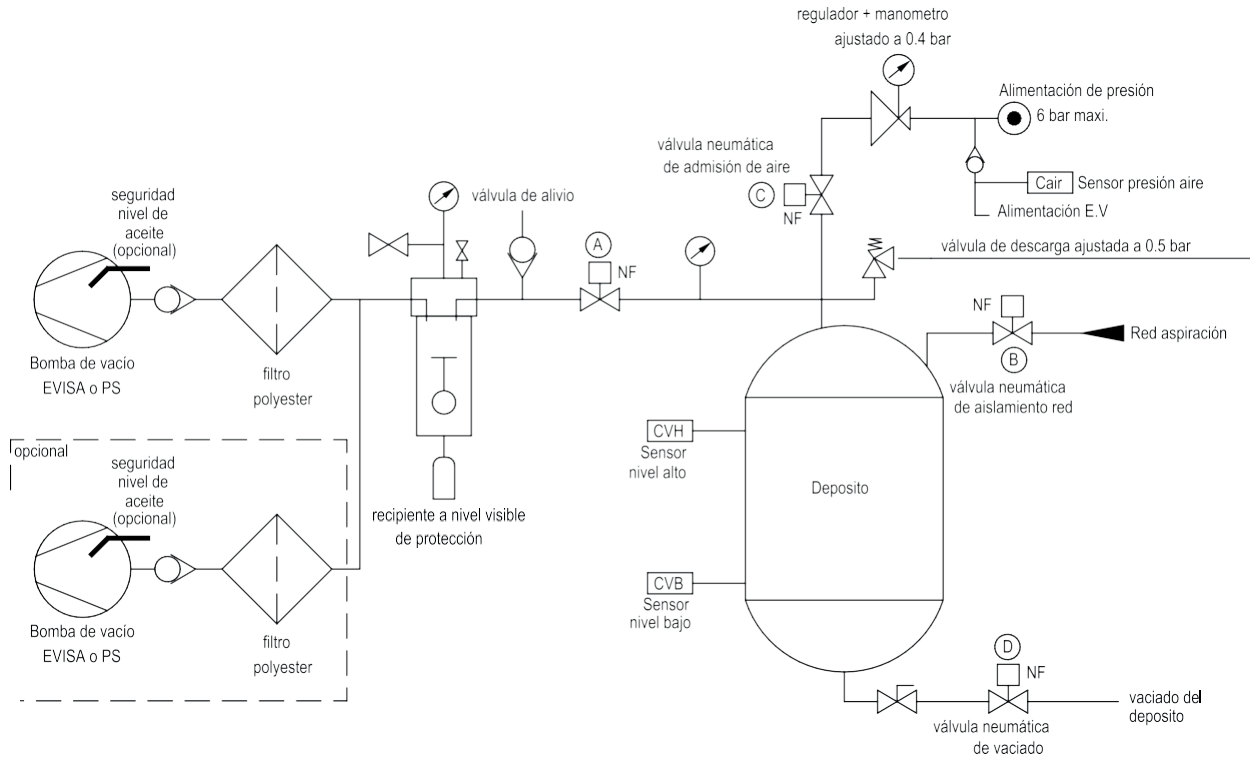 regulador + manometro
ajustado a 0.4 bar
Alimentación de presión
6 bar maxi.
válvula neumática
de admisión de aire
C
NF
Cair
Sensor presión aire
Alimentación E.V
seguridad
nivel de
aceite
(opcional)
válvula de alivio
A
NF
válvula de descarga ajustada a 0.5 bar
NF
B
Red aspiración
válvula neumática
de aislamiento red
Bomba de vacío
EVISA o PS
filtro
polyester
opcional
seguridad
nivel de
aceite
(opcional)
CVH
Sensor
nivel alto
Deposito
recipiente a nivel visible
de protección
CVB
Sensor
nivel bajo
Bomba de vacío
EVISA o PS
filtro
polyester
D
NF
válvula neumática
de vaciado
vaciado del
deposito